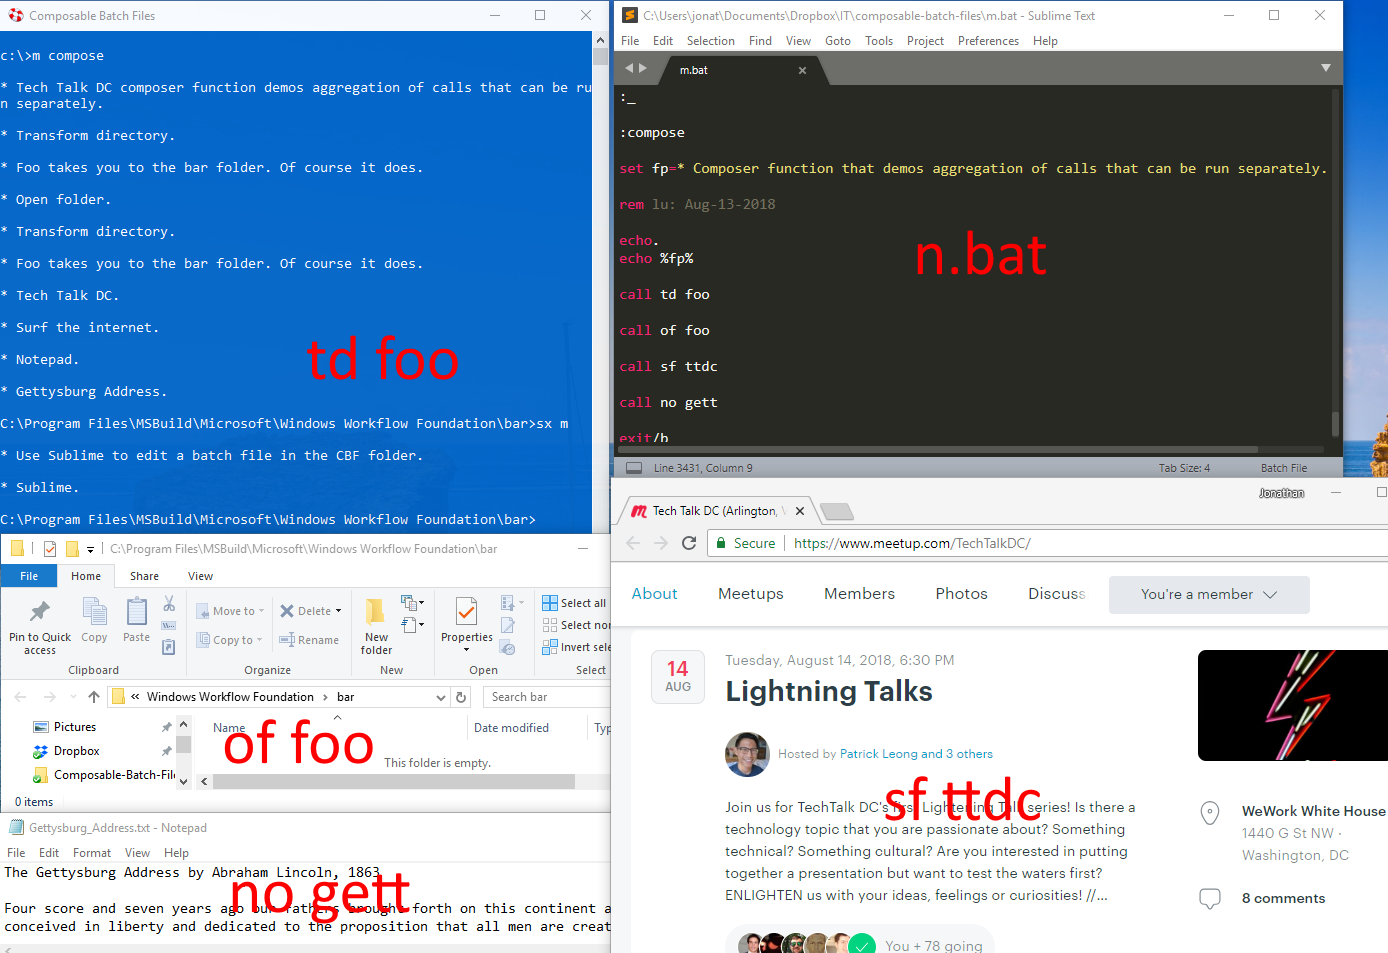 Composable Batch Files
c:\>m compose
* Tech Talk DC composer function demos aggregation of calls that can be ru
n separately.
* Transform directory.
* Foo takes you to the bar folder. Of course it does.
* Open folder.
* Transform directory.
* Foo takes you to the bar folder. Of course it does.
* Tech Talk DC.
* Surf the internet.
* Notepad.
* Gettysburg Address.
C:\Program Files\MSBuild\Microsoft\Windows Workflow Foundation\bar>sx m
* Use Sublime to edit a batch file in the CBF folder.
* Sublime.
C:\Program Files\MSBuild\Microsoft\Windows Workflow Foundation\bar>
td foo
C:\Users\jonat\Documents\Dropbox\IT\composable-batch-files\m.bat - Sublime Text
File Edit Selection Find View Goto Tools Project Preferences Help
m.bat
:_
:compose
set fp=* Composer function that demos aggregation of calls that can be run separately.
rem lu: Aug-13-2018
echo.
echo %fp%
call td foo
call of foo
call sf ttdc
call no gett
exit/b
n.bat
Line 3431, Column 9 Tab Size: 4 Batch File
C:\Program Files\MSBuild\Microsoft\Windows Workflow Foundation\bar
File Home Share View
Pin to Quick access
Copy
Paste
Clipboard
Move to
Copy to
Delete
Rename
Organize
New folder
New
Properties
Open
Select all
Select non
Invert sele
Select
« Windows Workflow Foundation > bar
Search bar
Pictures
Dropbox
Composable-Batch-File
Name Date modified Typ
This folder is empty.
of foo
0 items
Gettysburg_Address.txt - Notepad
File Edit Format View Help
The Gettysburg Address by Abraham Lincoln, 1863
Four score and seven years ago our fathers brought forth on this continent a
conceived in liberty and dedicated to the proposition that all men are creat
no gett
Jonathan
Tech Talk DC (Arlington, V
Secure https://www.meetup.com/TechTalkDC/
About Meetups Members Photos Discuss You're a member
14
AUG
Tuesday, August 14, 2018, 6:30 PM
Lightning Talks
Hosted by Patrick Leong and 3 others
sf ttdc
Join us for TechTalk DC's first Lightening Talk series! Is there a
technology topic that you are passionate about? Something
technical? Something cultural? Are you interested in putting
together a presentation but want to test the waters first?
ENLIGHTEN us with your ideas, feelings or curiosities! //...
You + 78 going
WeWork White House
1440 G St NW ·
Washington, DC
8 comments